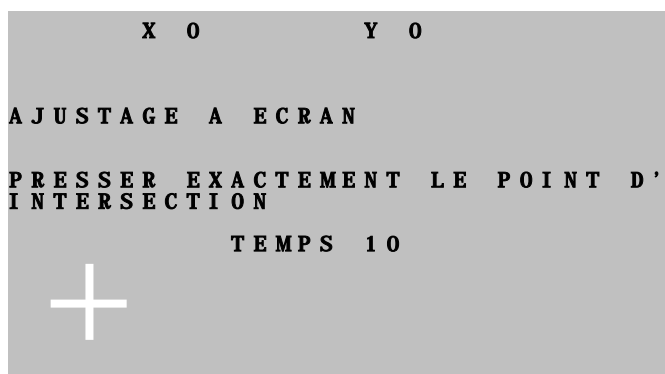 X 0 Y 0
AJUSTAGE A ECRAN
PRESSER EXACTEMENT LE POINT D'
INTERSECTION
TEMPS 10